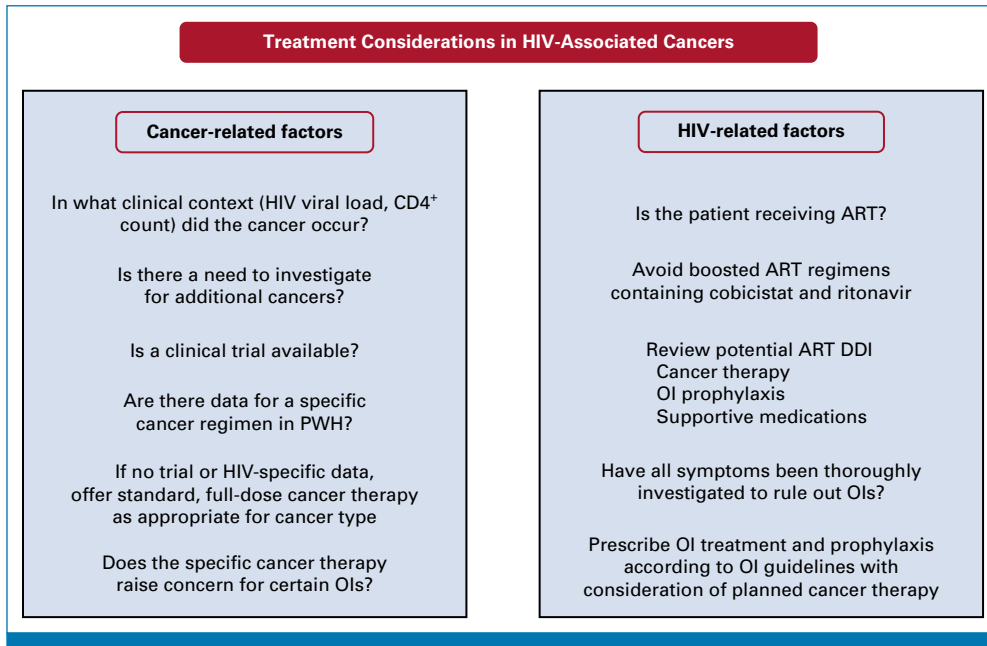 Treatment Considerations in HIV-Associated Cancers
Cancer-related factors
In what clinical context (HIV viral load, CD4⁺
count) did the cancer occur?
Is there a need to investigate
for additional cancers?
Is a clinical trial available?
Are there data for a specific
cancer regimen in PWH?
If no trial or HIV-specific data,
offer standard, full-dose cancer therapy
as appropriate for cancer type
Does the specific cancer therapy
raise concern for certain OIs?
HIV-related factors
Is the patient receiving ART?
Avoid boosted ART regimens
containing cobicistat and ritonavir
Review potential ART DDI
Cancer therapy
OI prophylaxis
Supportive medications
Have all symptoms been thoroughly
investigated to rule out OIs?
Prescribe OI treatment and prophylaxis
according to OI guidelines with
consideration of planned cancer therapy